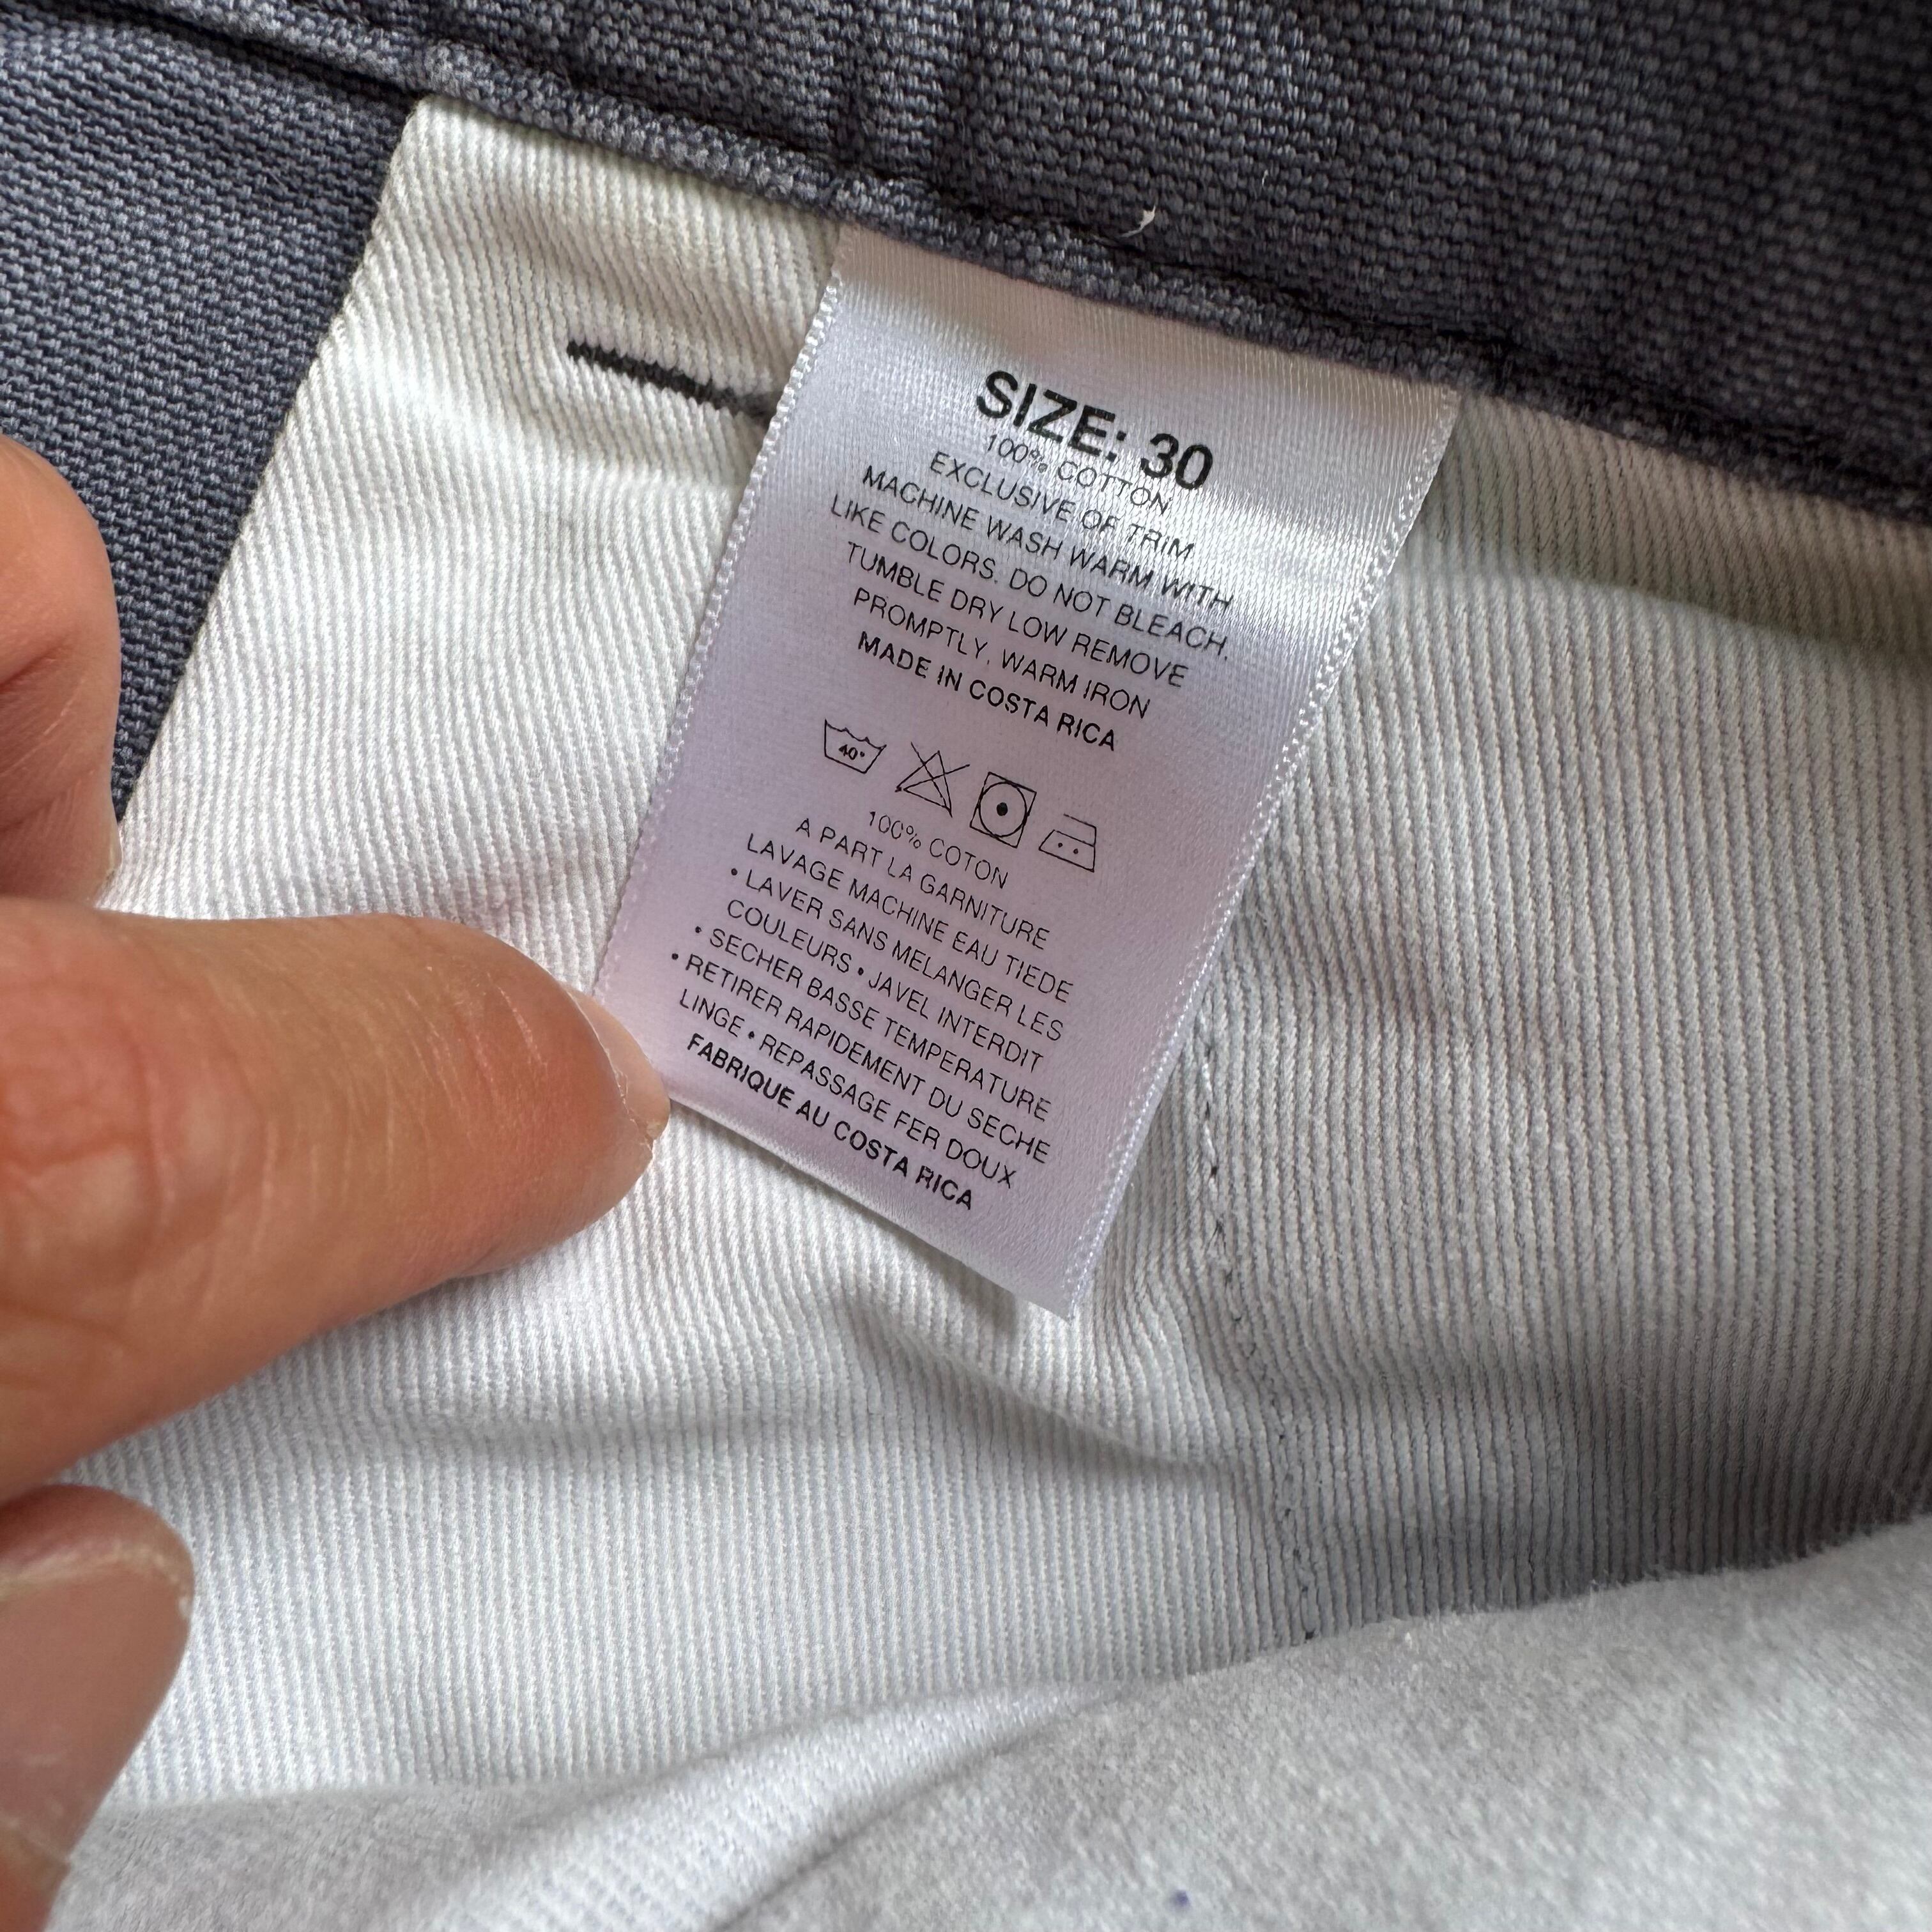 SIZE: 30
100% COTTON
EXCLUSIVE OF TRIM
MACHINE WASH WARM WITH
LIKE COLORS. DO NOT BLEACH.
TUMBLE DRY LOW REMOVE
PROMPTLY, WARM IRON
MADE IN COSTA RICA
40°
100% COTON
A PART LA GARNITURE
LAVAGE MACHINE EAU TIEDE
• LAVER SANS MELANGER LES
COULEURS • JAVEL INTERDIT
• SECHER BASSE TEMPERATURE
• RETIRER RAPIDEMENT DU SECHE
LINGE • REPASSAGE FER DOUX
FABRIQUE AU COSTA RICA